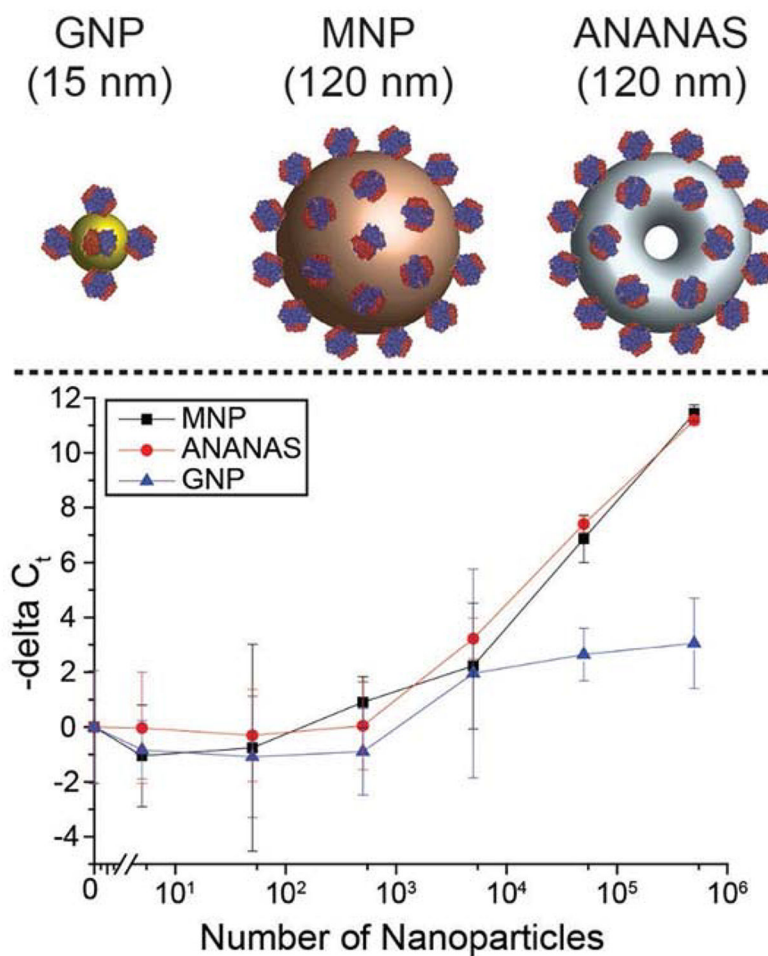 GNP
(15 nm)
MNP
(120 nm)
ANANAS
(120 nm)
12
10
8
6
4
2
0
-2
-4
-delta Cₜ
MNP
ANANAS
GNP
0
10¹
10²
10³
10⁴
10⁵
10⁶
Number of Nanoparticles